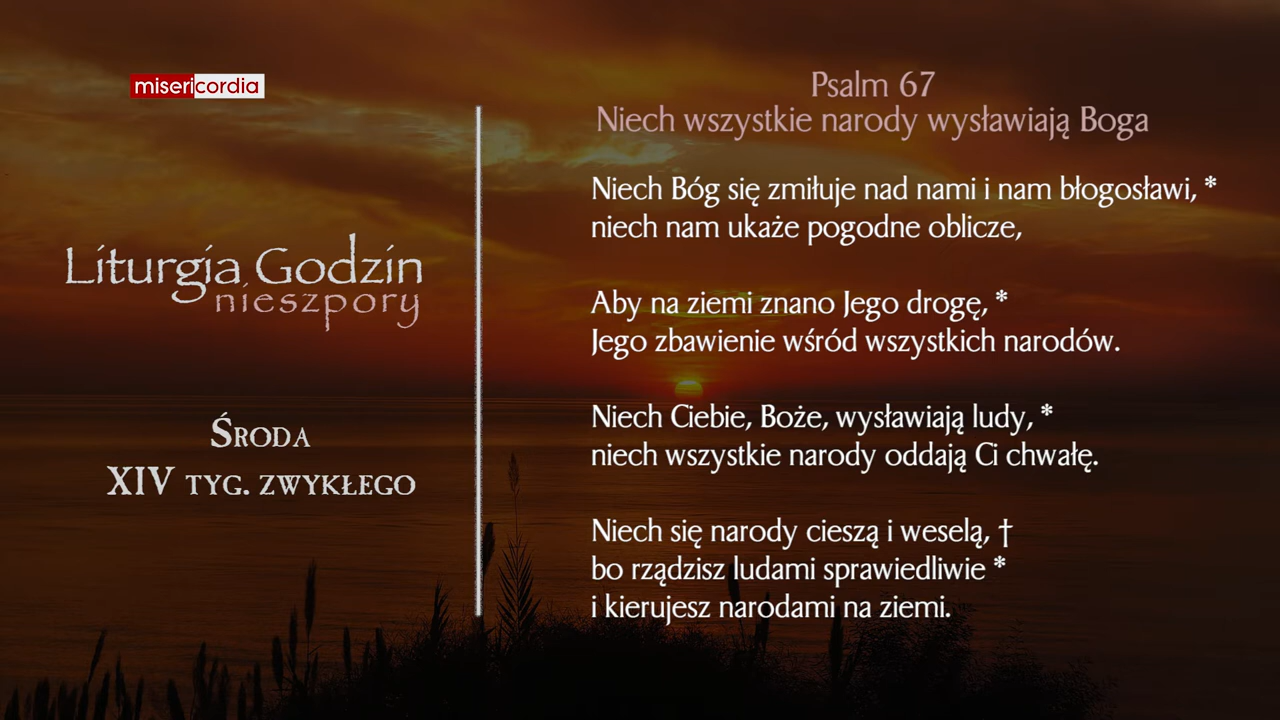 misericordia
Liturgia Godzin
nieszpory
Środa
XIV tyg. zwykłego
Psalm 67
Niech wszystkie narody wysławiają Boga
Niech Bóg się zmiłuje nad nami i nam błogosławi, *
niech nam ukaże pogodne oblicze,
Aby na ziemi znano Jego drogę, *
Jego zbawienie wśród wszystkich narodów.
Niech Ciebie, Boże, wysławiają ludy, *
niech wszystkie narody oddają Ci chwałę.
Niech się narody cieszą i weselą, †
bo rządzisz ludami sprawiedliwie *
i kierujesz narodami na ziemi.